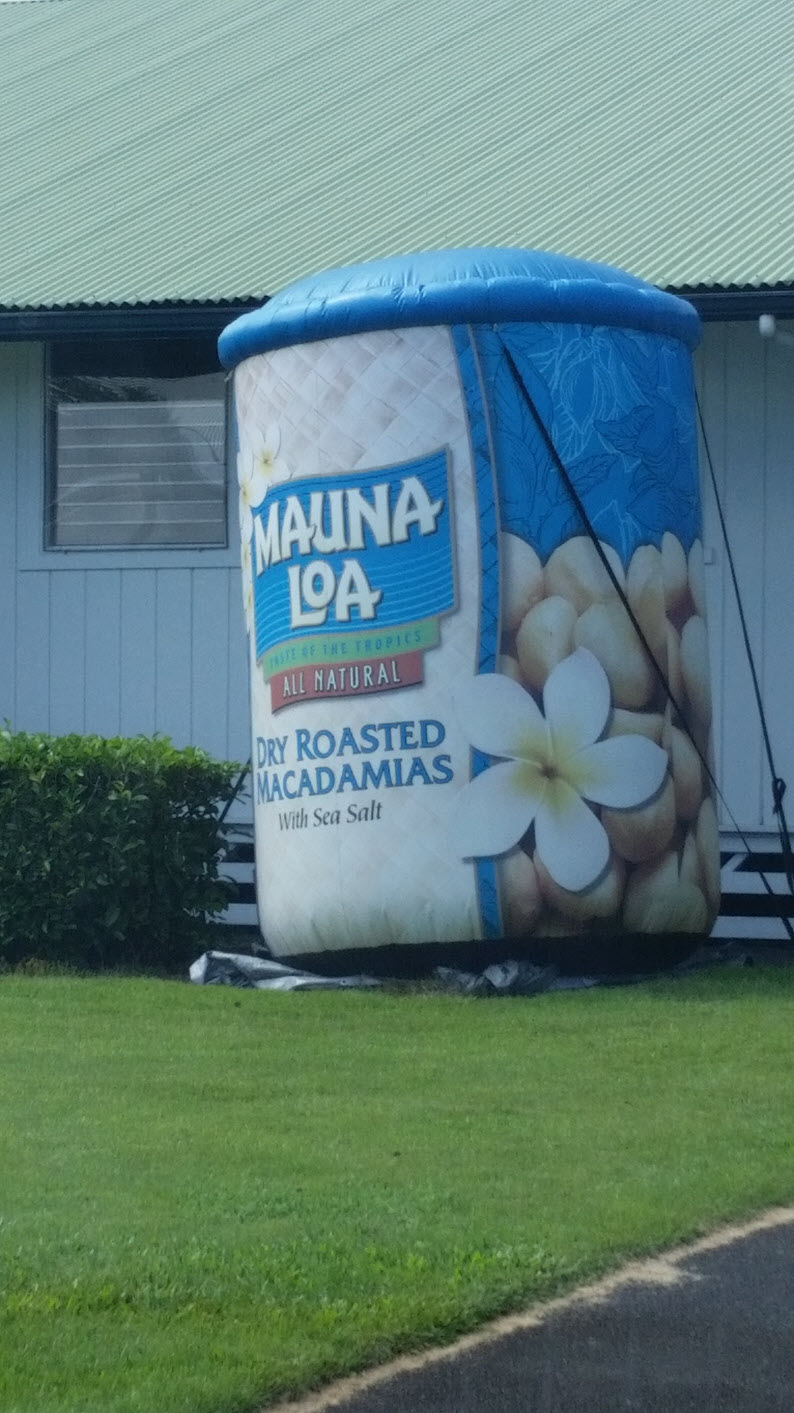 MAUNA
LOA
TASTE OF THE TROPICS
ALL NATURAL
DRY ROASTED
MACADAMIAS
With Sea Salt